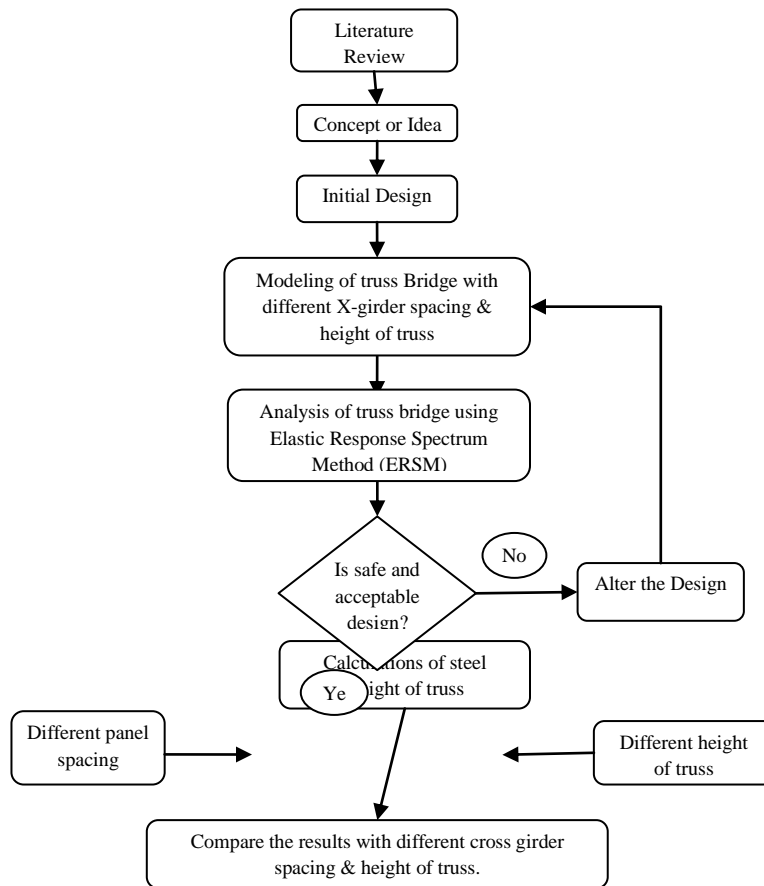 Literature
Review
Concept or Idea
Initial Design
Modeling of truss Bridge with
different X-girder spacing &
height of truss
Analysis of truss bridge using
Elastic Response Spectrum
Method (ERSM)
No
Is safe and
acceptable
design?
Alter the Design
steel
Ye
of truss
Different panel
spacing
Different height
of truss
Compare the results with different cross girder
spacing & height of truss.